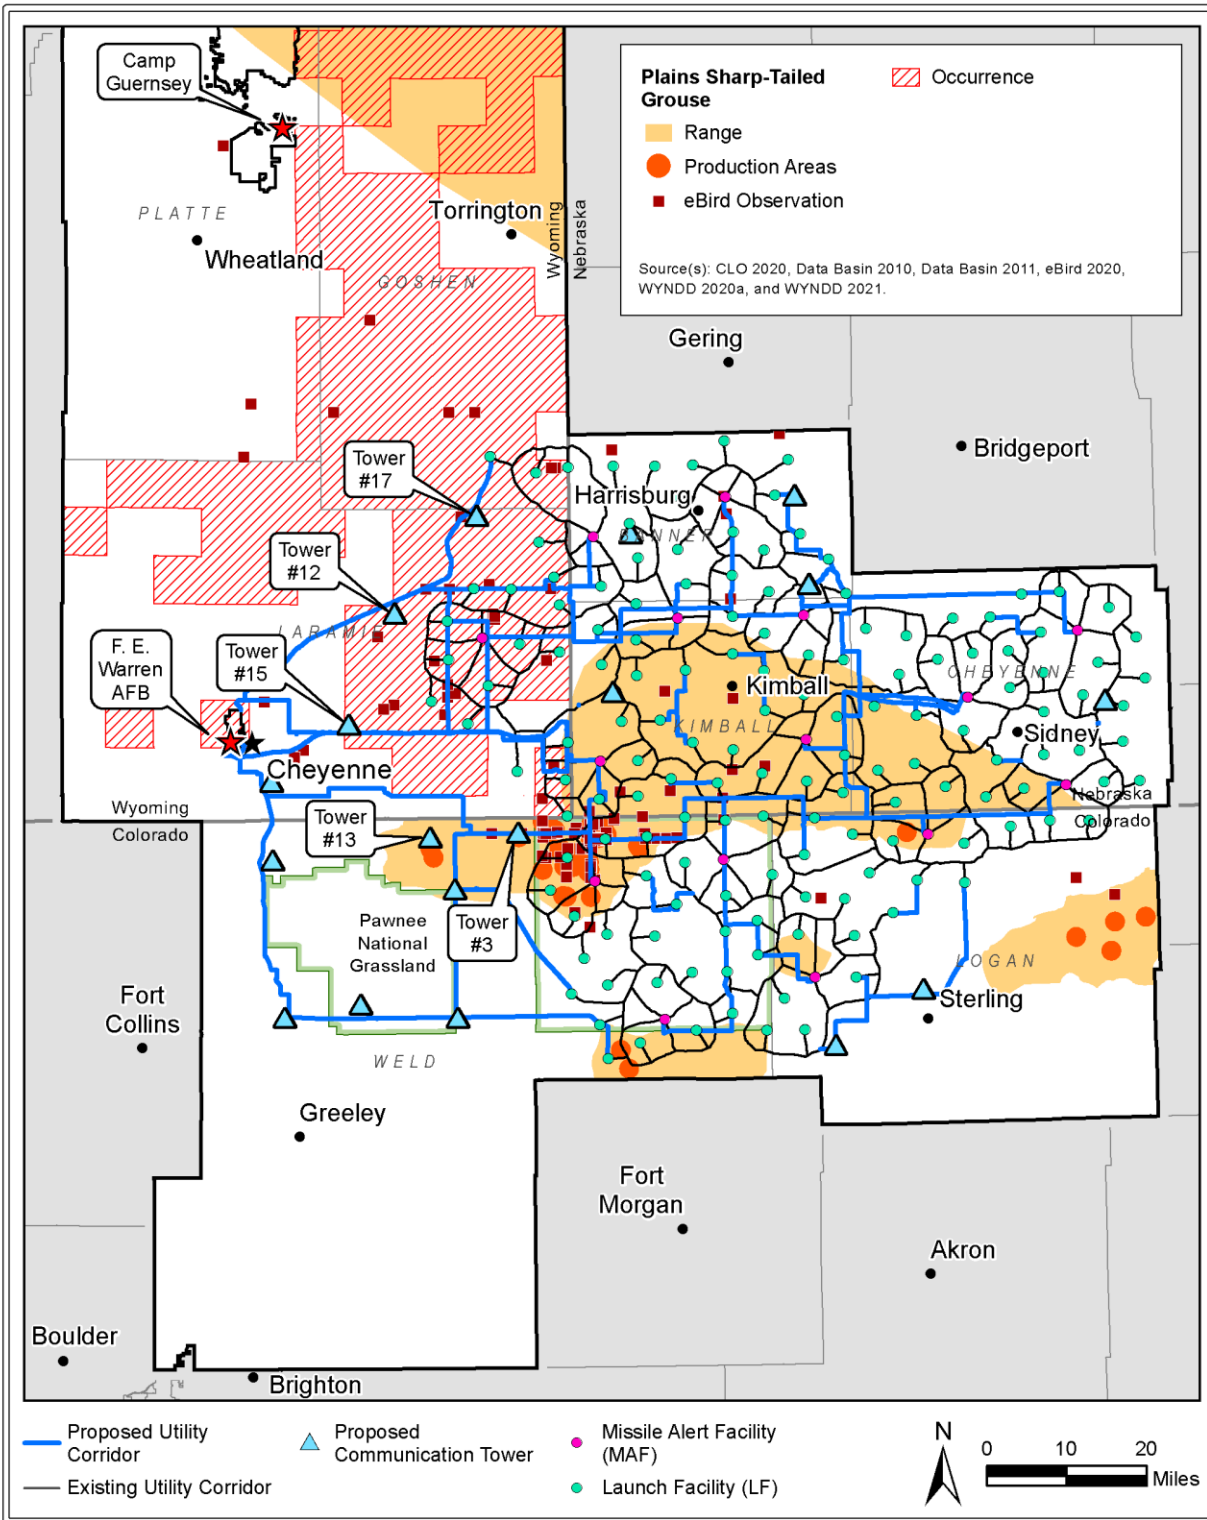 Camp
Guernsey
Plains Sharp-Tailed
Grouse
Occurrence
Range
Production Areas
eBird Observation
Source(s): CLO 2020, Data Basin 2010, Data Basin 2011, eBird 2020,
WYNDD 2020a, and WYNDD 2021.
PLATTE
Torrington
Wyoming
Nebraska
Wheatland
GOSHEN
Gering
Bridgeport
Tower
#17
Harrisburg
BANNER
Tower
#12
LARAMIE
F. E.
Warren
AFB
Tower
#15
Kimball
KIMBALL
CHEYENNE
Sidney
Cheyenne
Wyoming
Colorado
Nebraska
Colorado
Tower
#13
Tower
#3
Pawnee
National
Grassland
LOGAN
Sterling
Fort
Collins
WELD
Greeley
Fort
Morgan
Akron
Boulder
Brighton
Proposed Utility
Corridor
Existing Utility Corridor
Proposed
Communication Tower
Missile Alert Facility
(MAF)
Launch Facility (LF)
N
0 10 20
Miles